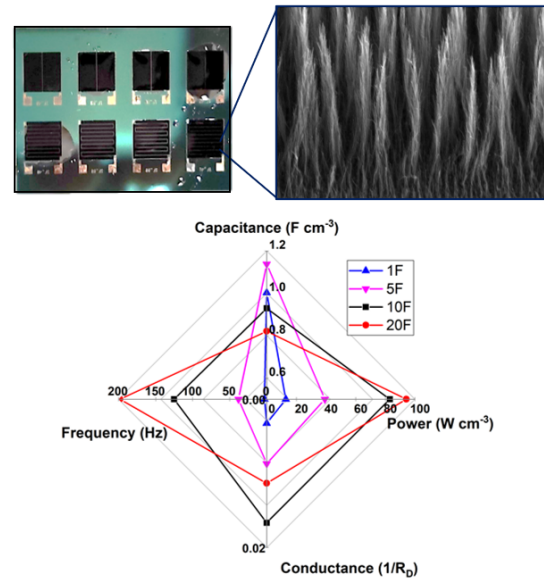 Capacitance (F cm⁻³)
1.2
1.0
0.8
0.6
1F
5F
10F
20F
200 150 100 50 0.00 0 20 40 60 80 100
Frequency (Hz)
Power (W cm⁻³)
0.02
Conductance (1/R_D)